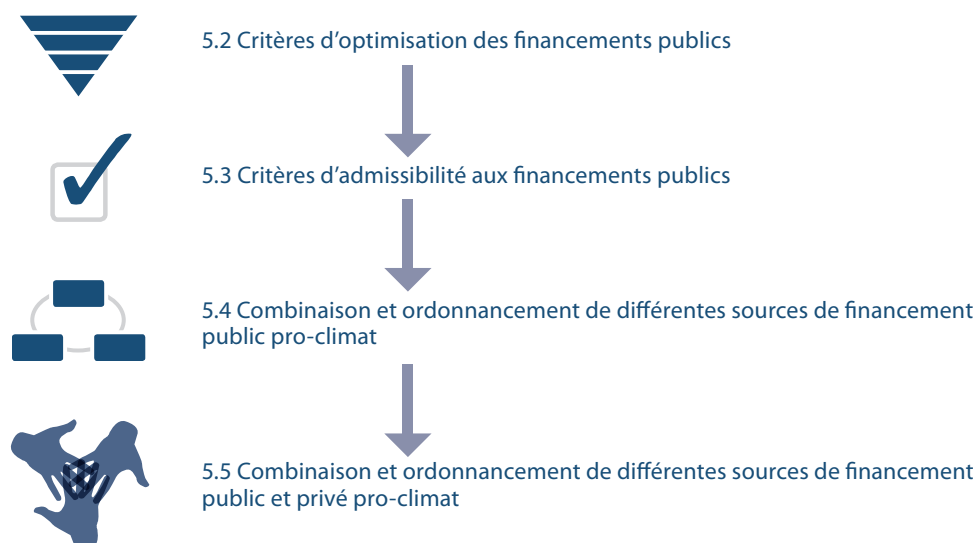 5.2 Critères d’optimisation des financements publics
5.3 Critères d’admissibilité aux financements publics
5.4 Combinaison et ordonnancement de différentes sources de financement
public pro-climat
5.5 Combinaison et ordonnancement de différentes sources de financement
public et privé pro-climat